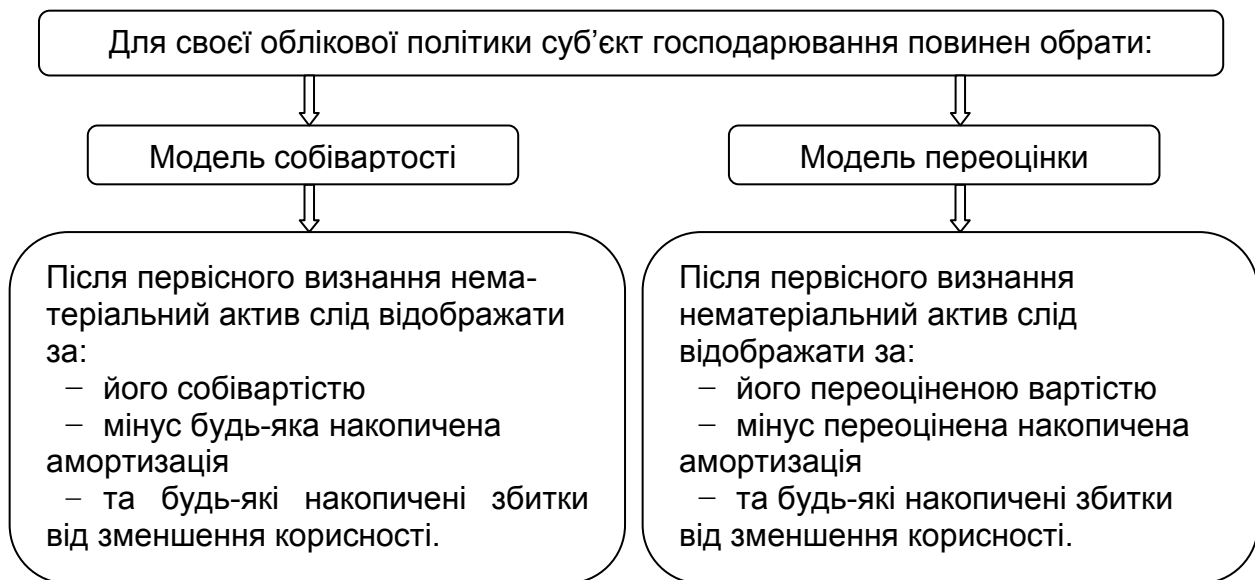 Для своєї облікової політики суб’єкт господарювання повинен обрати:
Модель собівартості
Модель переоцінки
Після первісного визнання нема-
теріальний актив слід відображати
за:
− його собівартістю
− мінус будь-яка накопичена
амортизація
− та будь-які накопичені збитки
від зменшення корисності.
Після первісного визнання
нематеріальний актив слід
відображати за:
− його переоціненою вартістю
− мінус переоцінена накопичена
амортизація
− та будь-які накопичені збитки
від зменшення корисності.